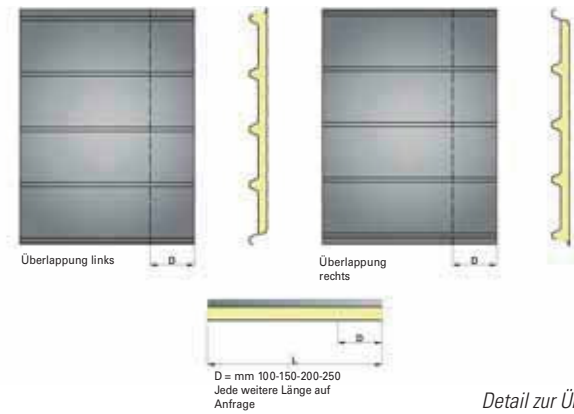 Überlappung links
D
Überlappung
rechts
D
D
L
D = mm 100-150-200-250
Jede weitere Länge auf
Anfrage
Detail zur